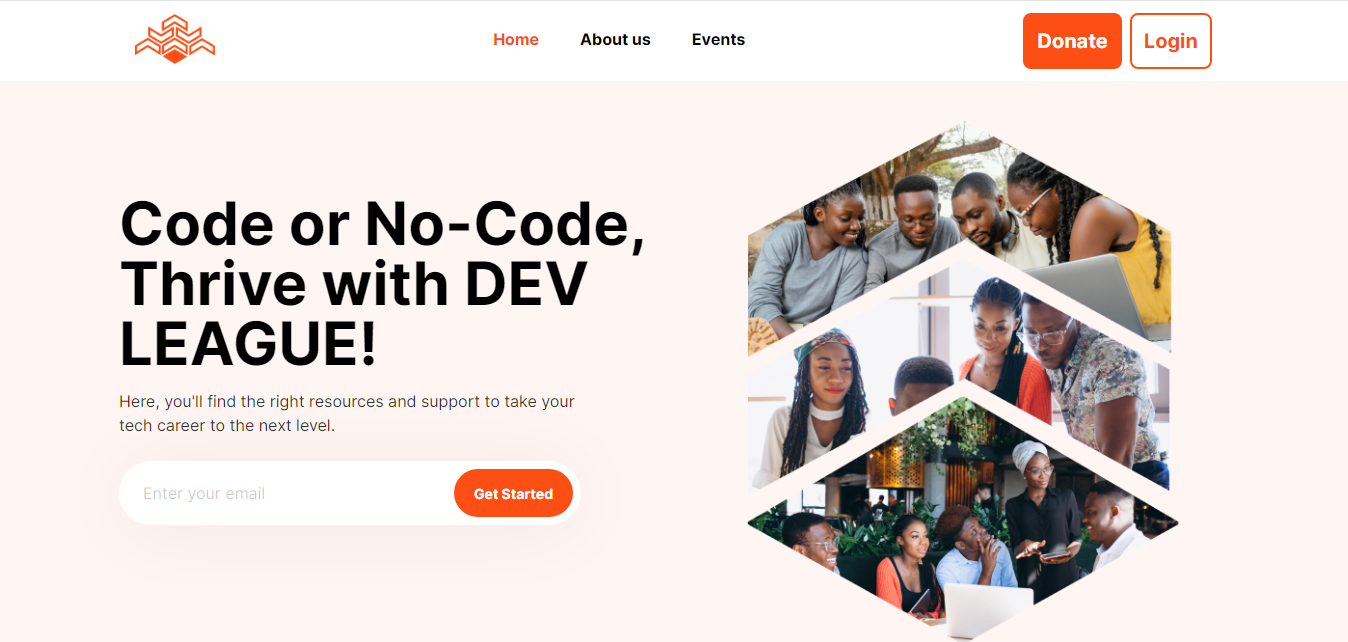 Home
About us
Events
Donate
Login
Code or No-Code,
Thrive with DEV
LEAGUE!
Here, you'll find the right resources and support to take your
tech career to the next level.
Enter your email
Get Started